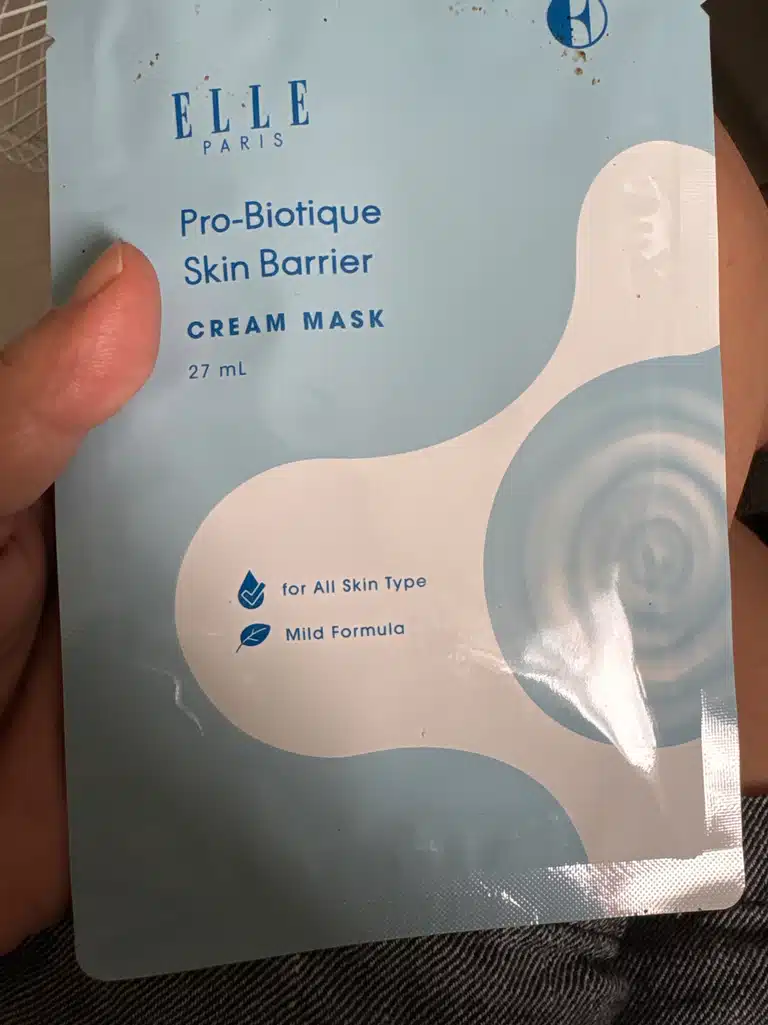 ELLE
PARIS
Pro-Biotique
Skin Barrier
CREAM MASK
27 mL
for All Skin Type
Mild Formula